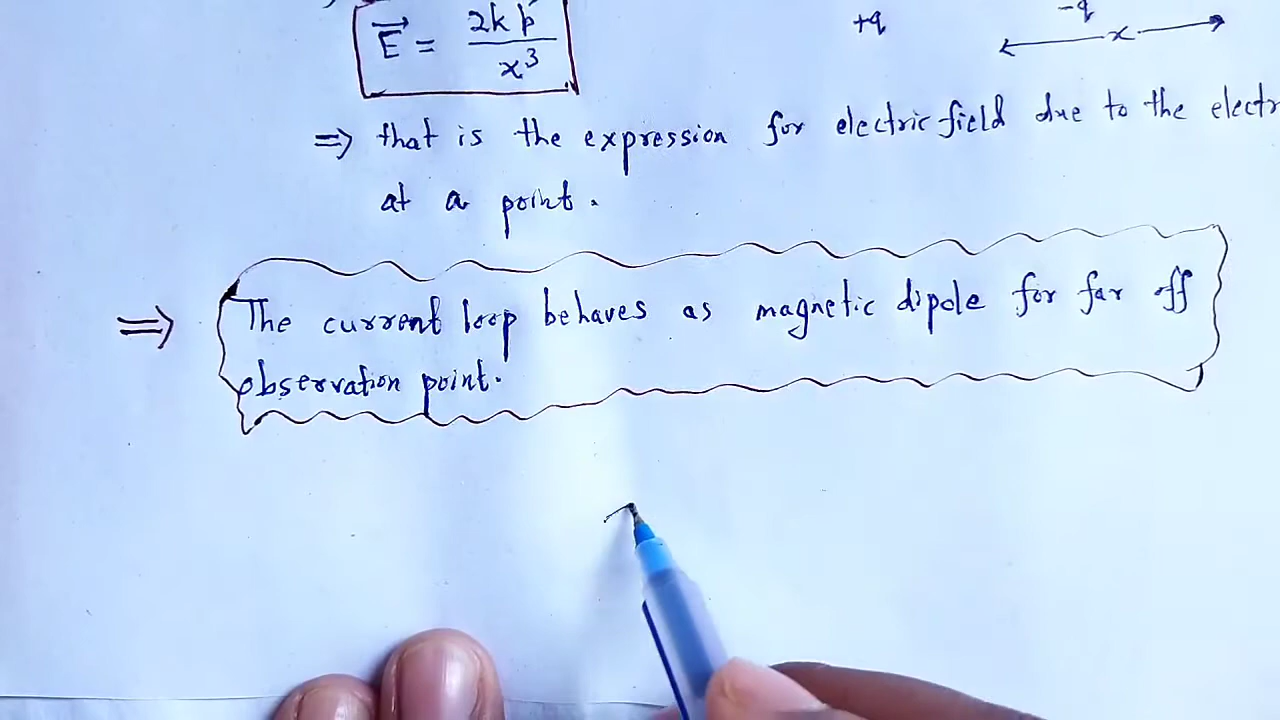 E⃗ = 2kp⃗ / x³
+q
-q
x
⇒ that is the expression for electric field due to the
at a point.
⇒ The current loop behaves as magnetic dipole for far off
observation point.